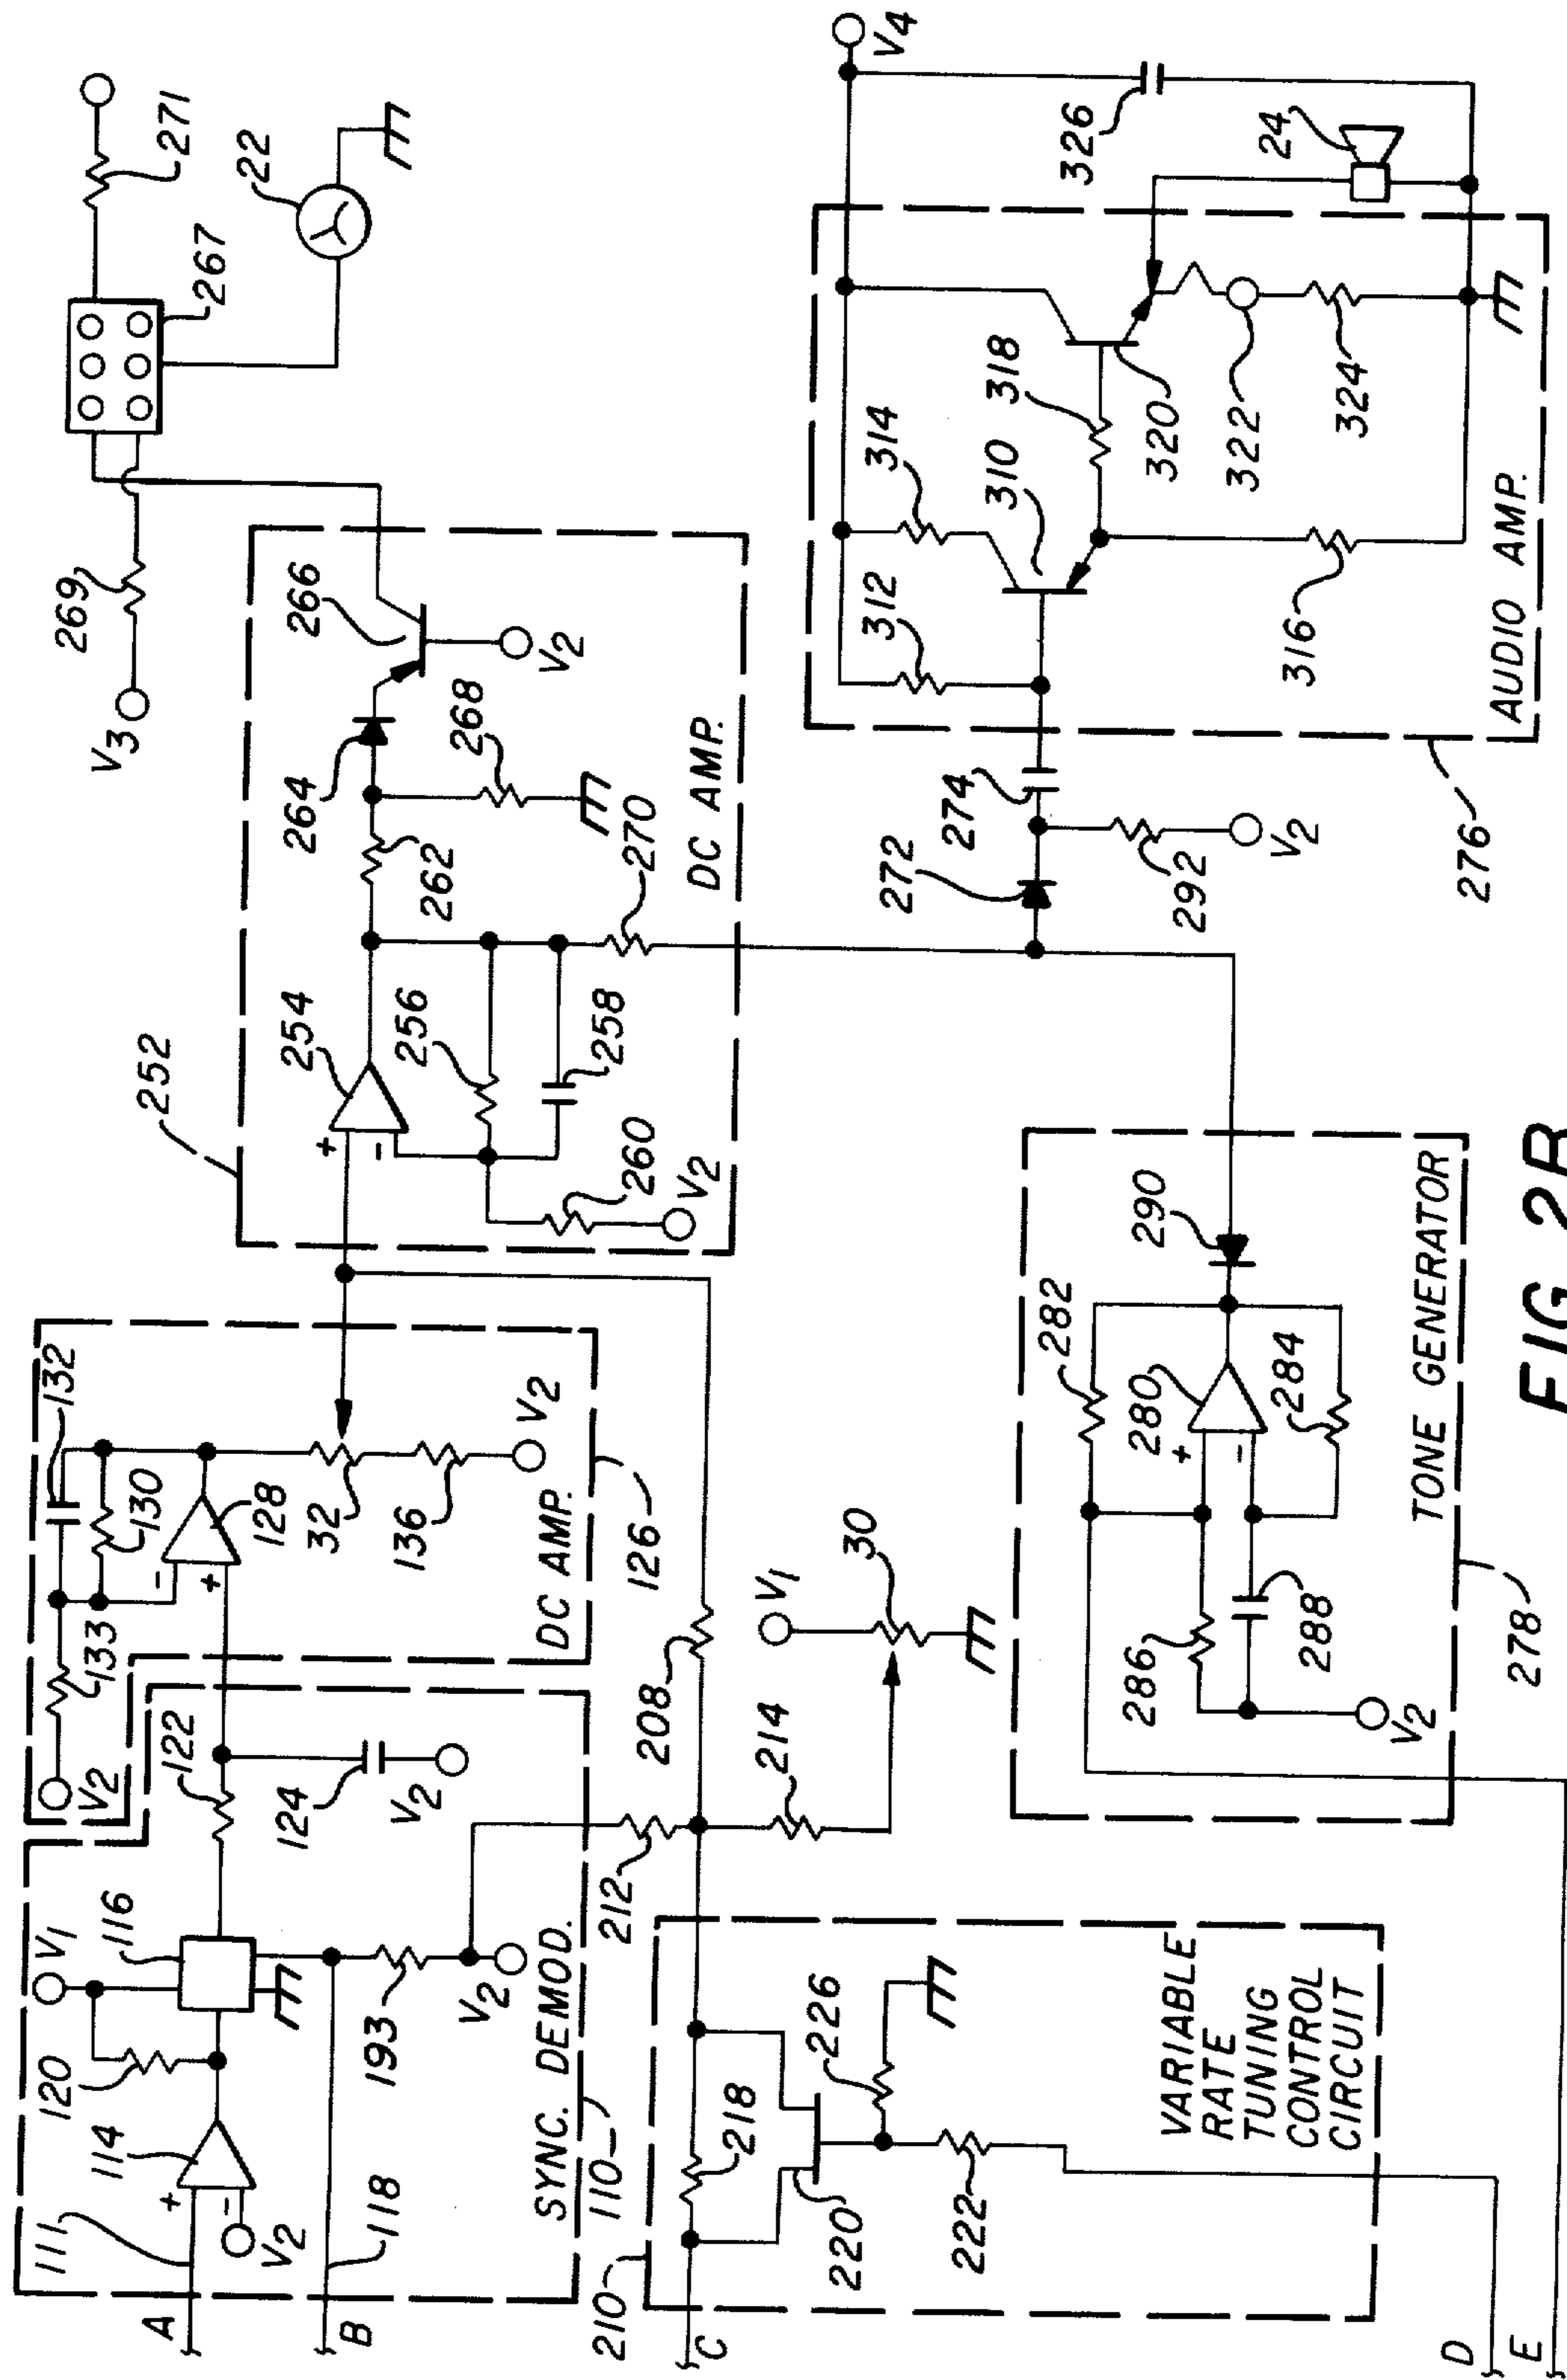 271
22
267
269
V3
252
254
256
258
260
V2
262
264
266
268
270
V2
DC AMP.
V2
133
132
130
128
32
136
V2
DC AMP.
126
111
A
114
V2
120
116
V1
122
124
V2
118
B
193
V2
SYNC. DEMOD.
110
212
208
214
V1
30
210
C
218
220
222
226
VARIABLE
RATE
TUNING
CONTROL
CIRCUIT
D
E
272
274
292
V2
276
312
314
310
318
316
320
322
324
AUDIO AMP.
V4
326
24
282
280
284
286
288
V2
290
TONE GENERATOR
278
FIG 2B